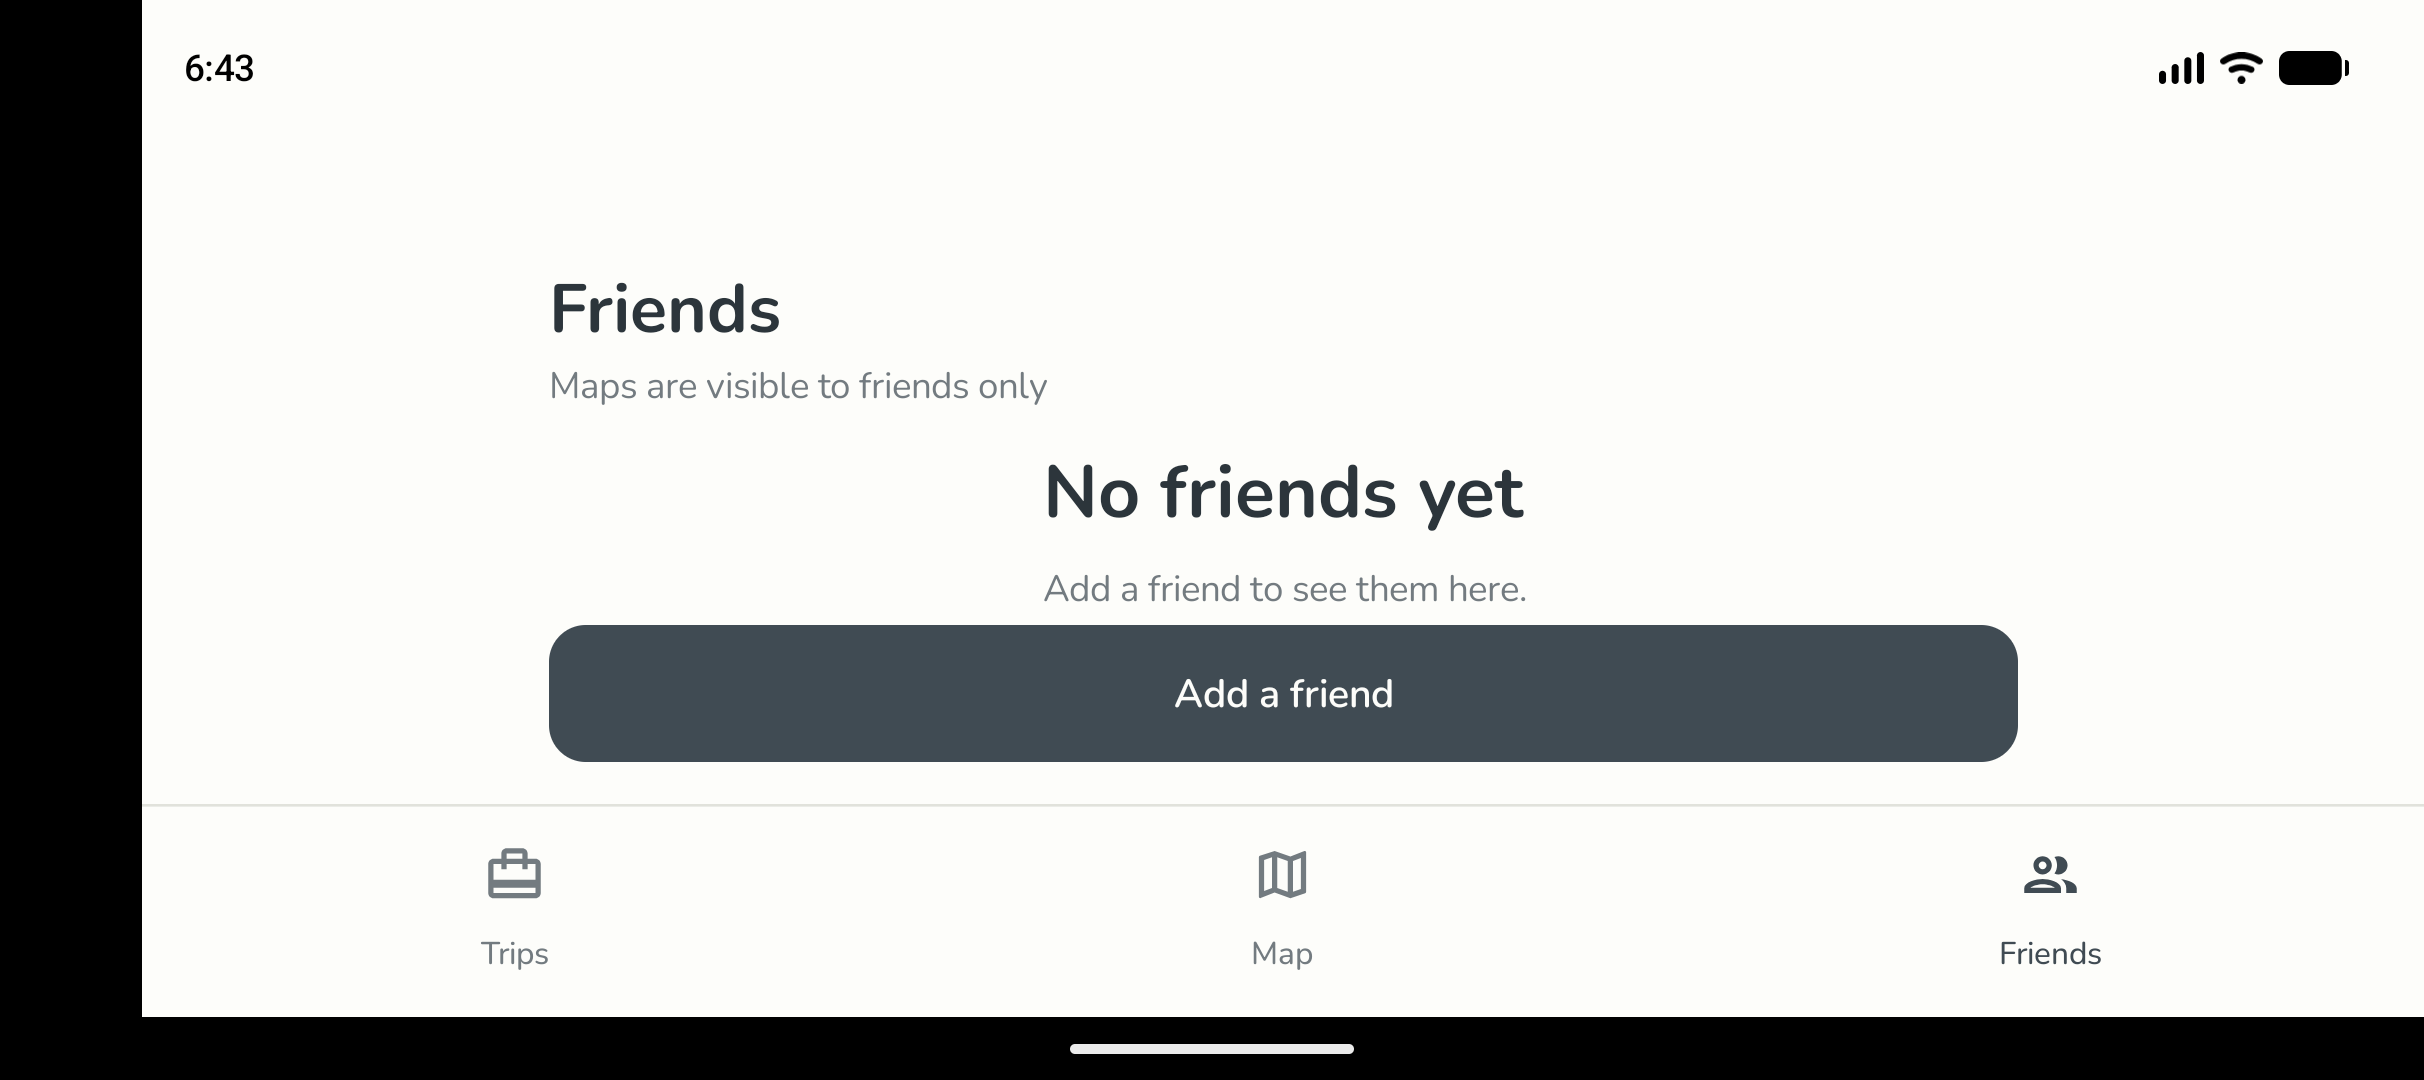 6:43
Friends
Maps are visible to friends only
No friends yet
Add a friend to see them here.
Add a friend
Trips
Map
Friends